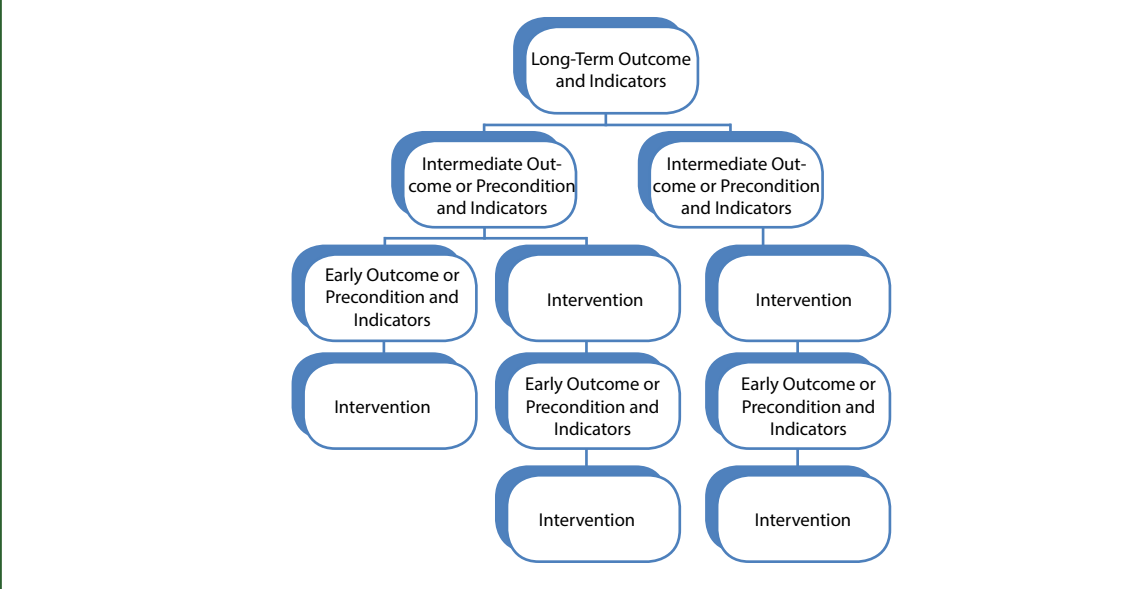 Long-Term Outcome
and Indicators
Intermediate Out-
come or Precondition
and Indicators
Intermediate Out-
come or Precondition
and Indicators
Early Outcome or
Precondition and
Indicators
Intervention
Intervention
Intervention
Early Outcome or
Precondition and
Indicators
Early Outcome or
Precondition and
Indicators
Intervention
Intervention